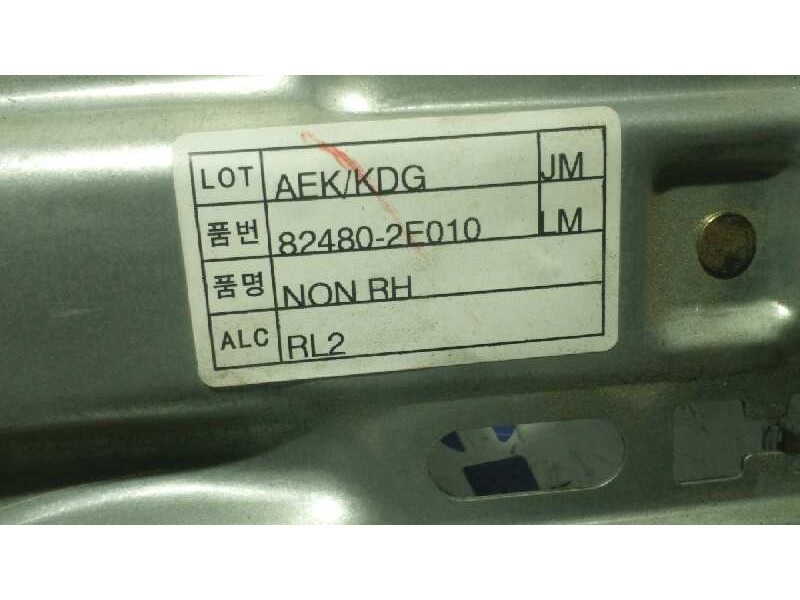 LOT AEK/KDG JM
품번 82480-2E010 LM
품명 NON RH
ALC RL2